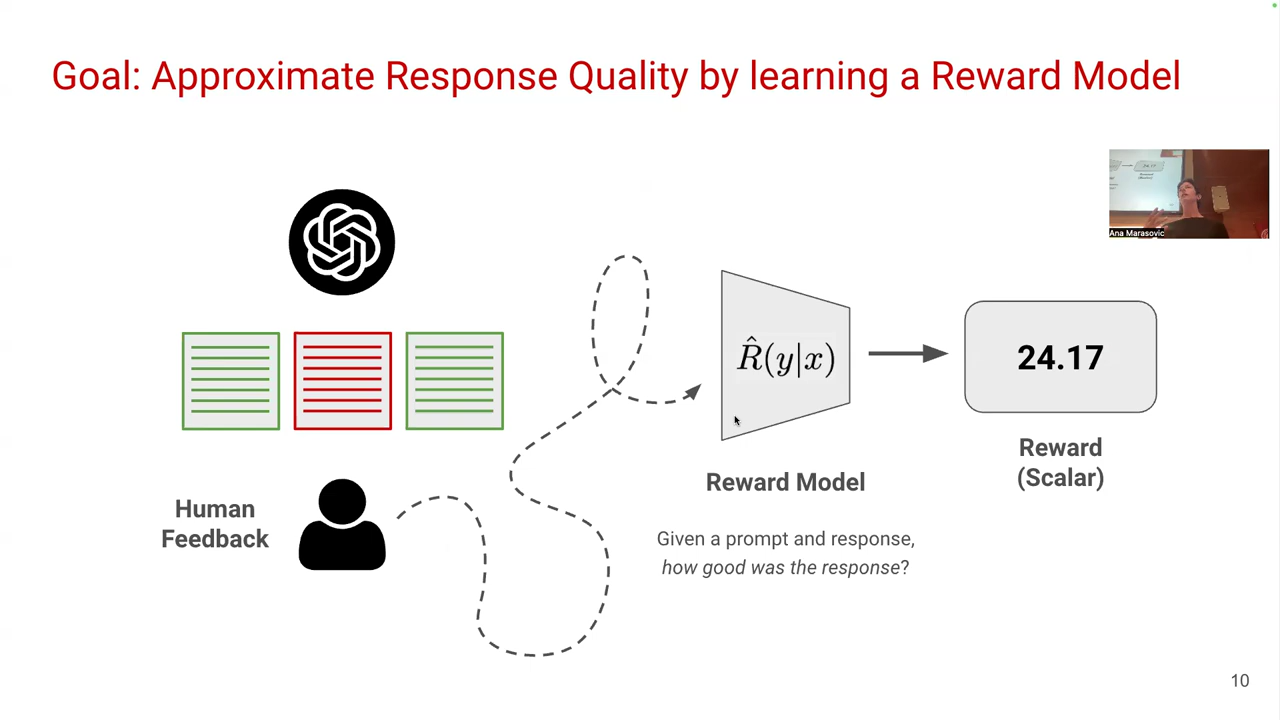 Goal: Approximate Response Quality by learning a Reward Model
Ana Marasovic
R̂(y|x)
24.17
Reward
(Scalar)
Reward Model
Human
Feedback
Given a prompt and response,
how good was the response?
10